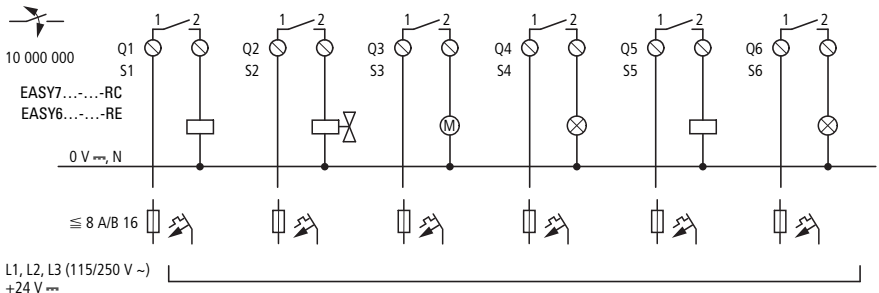 1 2 1 2 1 2 1 2 1 2 1 2
Q1 Q2 Q3 Q4 Q5 Q6
10 000 000
S1 S2 S3 S4 S5 S6
EASY7...-...-RC
EASY6...-...-RE
M
0 V ⎓, N
≦ 8 A/B 16
L1, L2, L3 (115/250 V ~)
+24 V ⎓